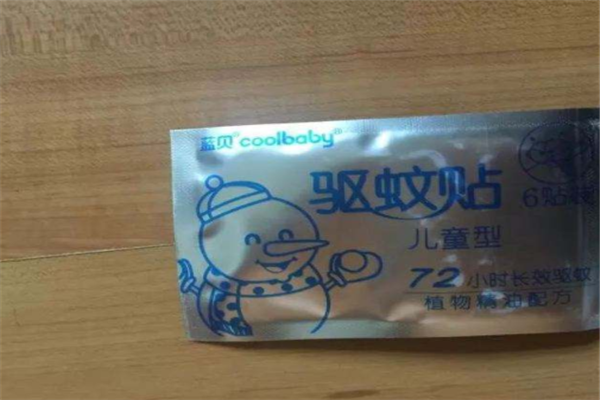 蓝贝 coolbaby
驱蚊贴
6贴装
儿童型
72小时长效驱蚊
植物精油配方